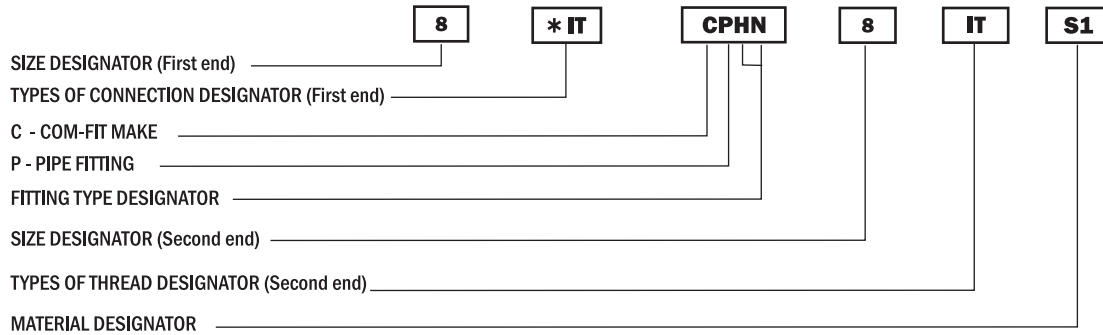 8 * IT CPHN 8 IT S1
SIZE DESIGNATOR (First end)
TYPES OF CONNECTION DESIGNATOR (First end)
C - COM-FIT MAKE
P - PIPE FITTING
FITTING TYPE DESIGNATOR
SIZE DESIGNATOR (Second end)
TYPES OF THREAD DESIGNATOR (Second end)
MATERIAL DESIGNATOR